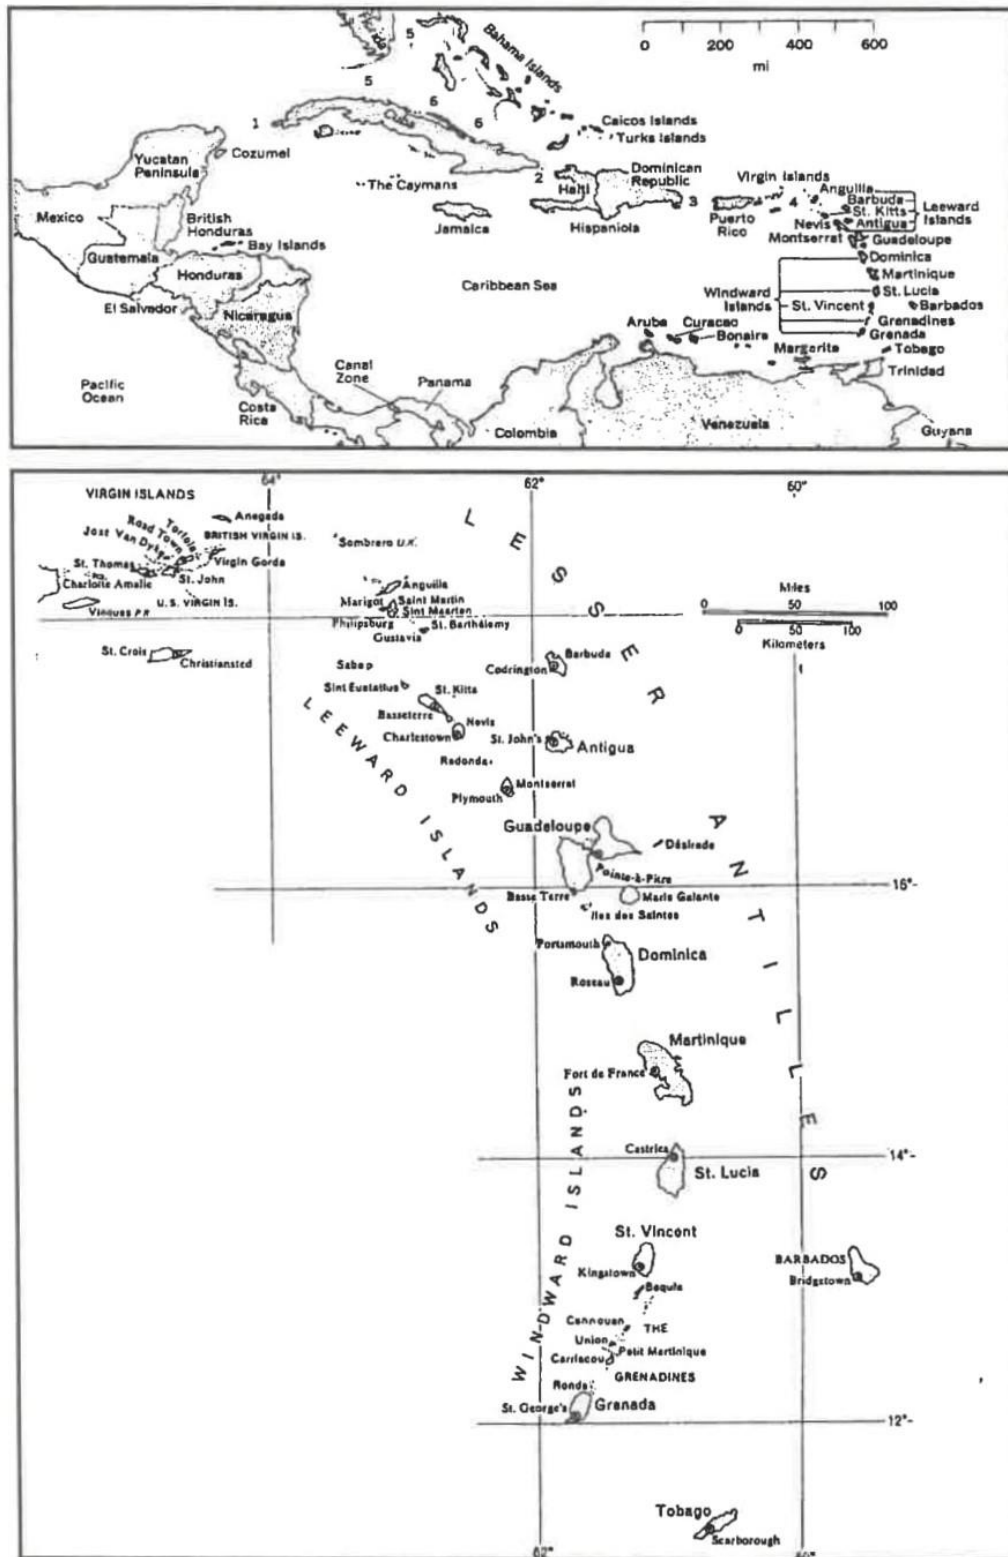 Florida
5
Bahama Islands
0 200 400 600
mi
5
6
6
1
Caicos Islands
Turks Islands
Cozumel
Yucatan
Peninsula
The Caymans
2
Haiti
Dominican
Republic
3
Virgin Islands
4
Anguilla
Barbuda
St. Kitts
Leeward
Islands
Nevis
Antigua
Mexico
British
Honduras
Bay Islands
Jamaica
Hispaniola
Puerto
Rico
Montserrat
Guadeloupe
Guatemala
Honduras
Dominica
Martinique
Caribbean Sea
Windward
Islands
St. Lucia
St. Vincent
Barbados
El Salvador
Nicaragua
Grenadines
Grenada
Aruba
Curacao
Bonaire
Margarita
Tobago
Trinidad
Canal
Zone
Panama
Pacific
Ocean
Costa
Rica
Colombia
Venezuela
Guyana
64°
62°
60°
VIRGIN ISLANDS
Anegada
Tortola
Road Town
Jost Van Dyke
BRITISH VIRGIN IS.
Virgin Gorda
St. Thomas
St. John
Charlotte Amalie
U.S. VIRGIN IS.
Vieques P.R.
St. Croix
Christiansted
Sombrero U.K.
Anguilla
Marigot
Saint Martin
Sint Maarten
Philipsburg
St. Barthélemy
Gustavia
Miles
0 50 100
0 50 100
Kilometers
LESSER ANTILLES
Barbuda
Codrington
Saba
Sint Eustatius
St. Kitts
Basseterre
Nevis
Charlestown
St. John's
Antigua
Redonda
Montserrat
Plymouth
LEEWARD ISLANDS
Guadeloupe
Désirade
Pointe-à-Pitre
16°
Basse Terre
Marie Galante
Iles des Saintes
Portsmouth
Dominica
Roseau
Martinique
Fort de France
WINDWARD ISLANDS
Castries
14°
St. Lucia
St. Vincent
Kingstown
BARBADOS
Bridgetown
Bequia
Cannouan
THE
Union
Petit Martinique
Carriacou
GRENADINES
Ronde
St. George's
Grenada
12°
Tobago
Scarborough
62°
60°